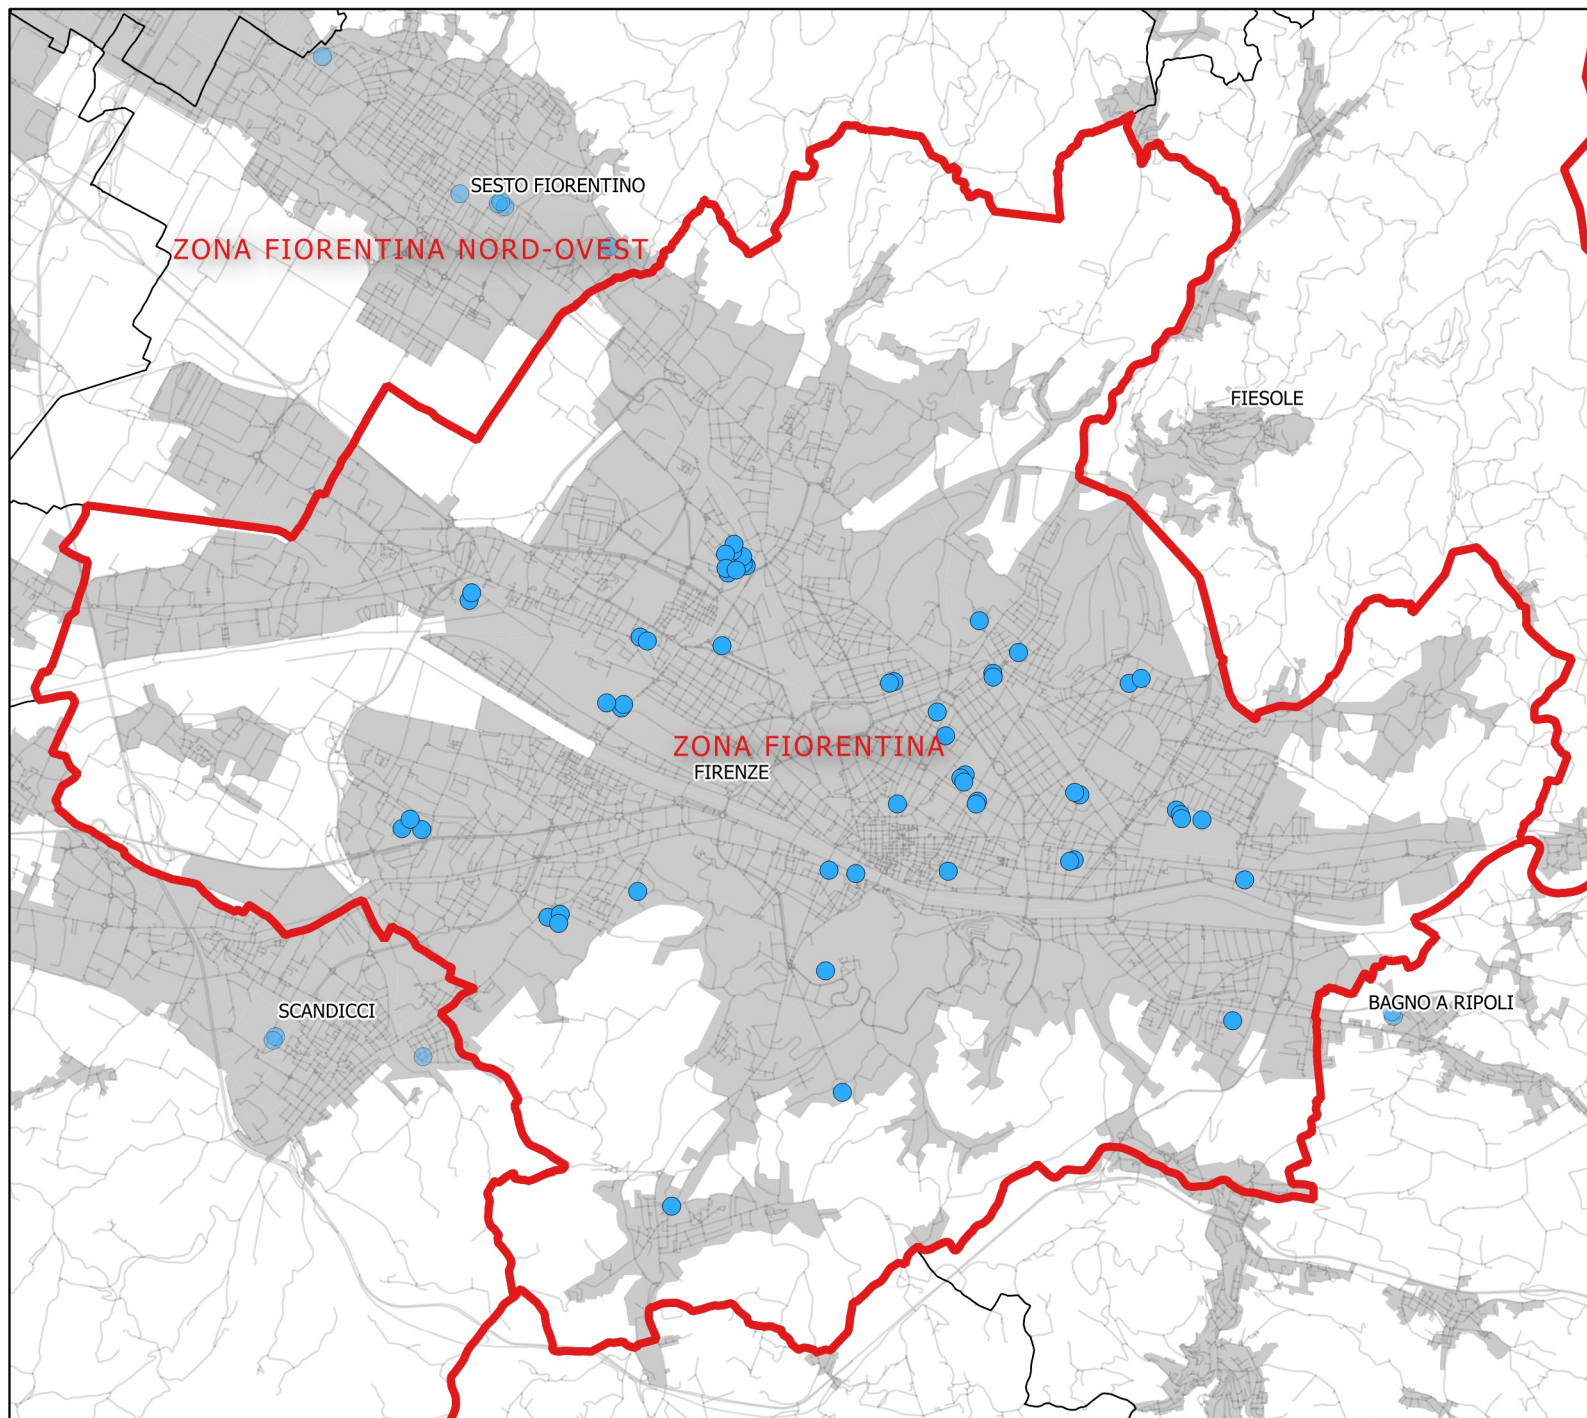 SESTO FIORENTINO
ZONA FIORENTINA NORD-OVEST
FIESOLE
ZONA FIORENTINA
FIRENZE
BAGNO A RIPOLI
SCANDICCI